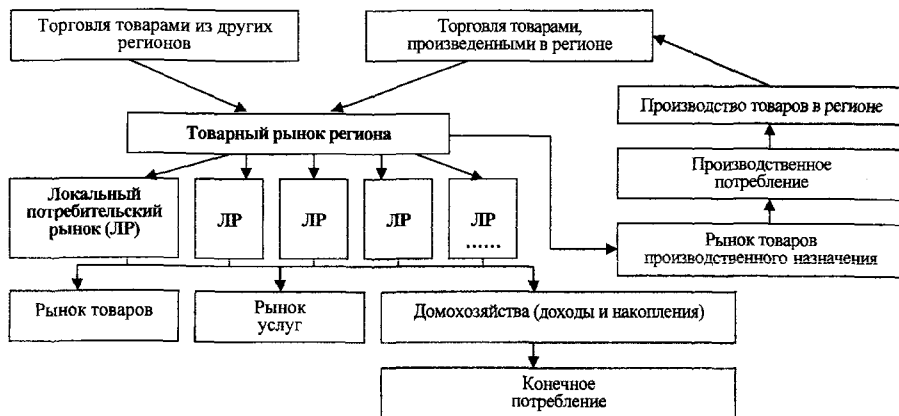 Торговля товарами из других
регионов
Торговля товарами,
произведенными в регионе
Производство товаров в регионе
Товарный рынок региона
Производственное
потребление
Локальный
потребительский
рынок (ЛР)
ЛР
ЛР
ЛР
ЛР
......
Рынок товаров
производственного назначения
Рынок товаров
Рынок
услуг
Домохозяйства (доходы и накопления)
Конечное
потребление